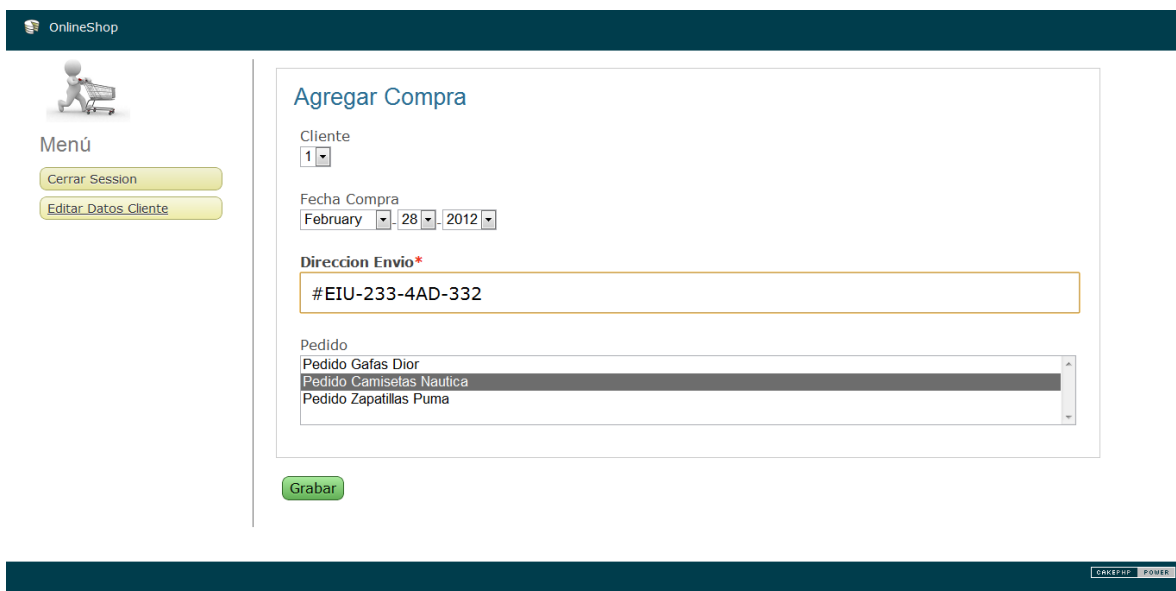 OnlineShop
Menú
Cerrar Session
Editar Datos Cliente
Agregar Compra
Cliente
1
Fecha Compra
February - 28 - 2012
Direccion Envio*
#EIU-233-4AD-332
Pedido
Pedido Gafas Dior
Pedido Camisetas Nautica
Pedido Zapatillas Puma
Grabar
CAKEPHP POWER